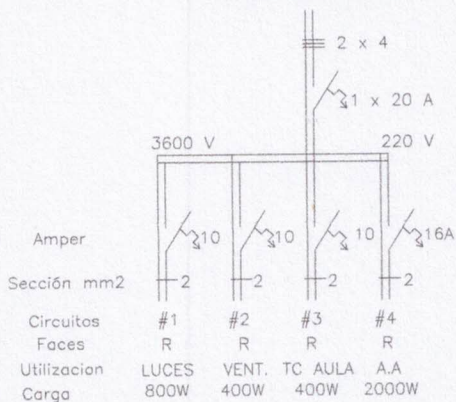 2 x 4
1 x 20 A
3600 V 220 V
Amper 10 10 10 16A
Sección mm2 2 2 2 2
Circuitos #1 #2 #3 #4
Faces R R R R
Utilizacion LUCES VENT. TC AULA A.A
Carga 800W 400W 400W 2000W